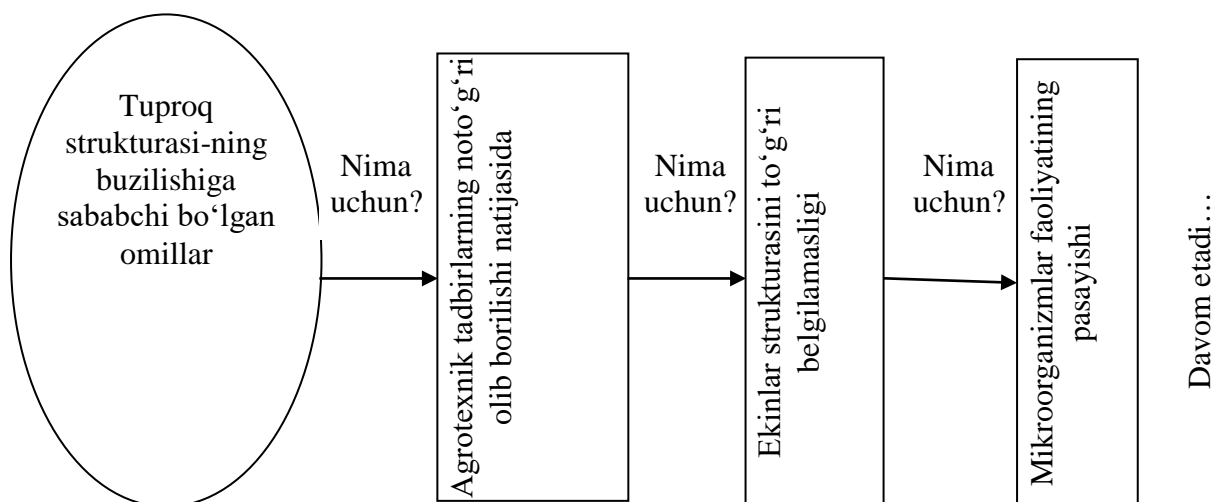 Tuproq
strukturasi-ning
buzilishiga
sababchi bo‘lgan
omillar
Nima
uchun?
Agrotexnik tadbirlarning noto‘g‘ri
olib borilishi natijasida
Nima
uchun?
Ekinlar strukturasini to‘g‘ri
belgilamasligi
Nima
uchun?
Mikroorganizmlar faoliyatining
pasayishi
Davom etadi…